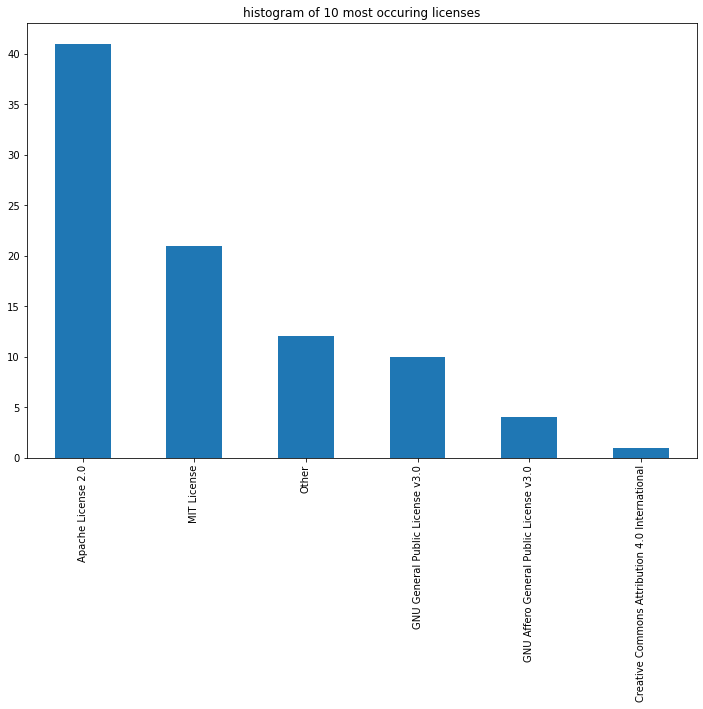 histogram of 10 most occuring licenses
40
35
30
25
20
15
10
5
0
Apache License 2.0
MIT License
Other
GNU General Public License v3.0
GNU Affero General Public License v3.0
Creative Commons Attribution 4.0 International